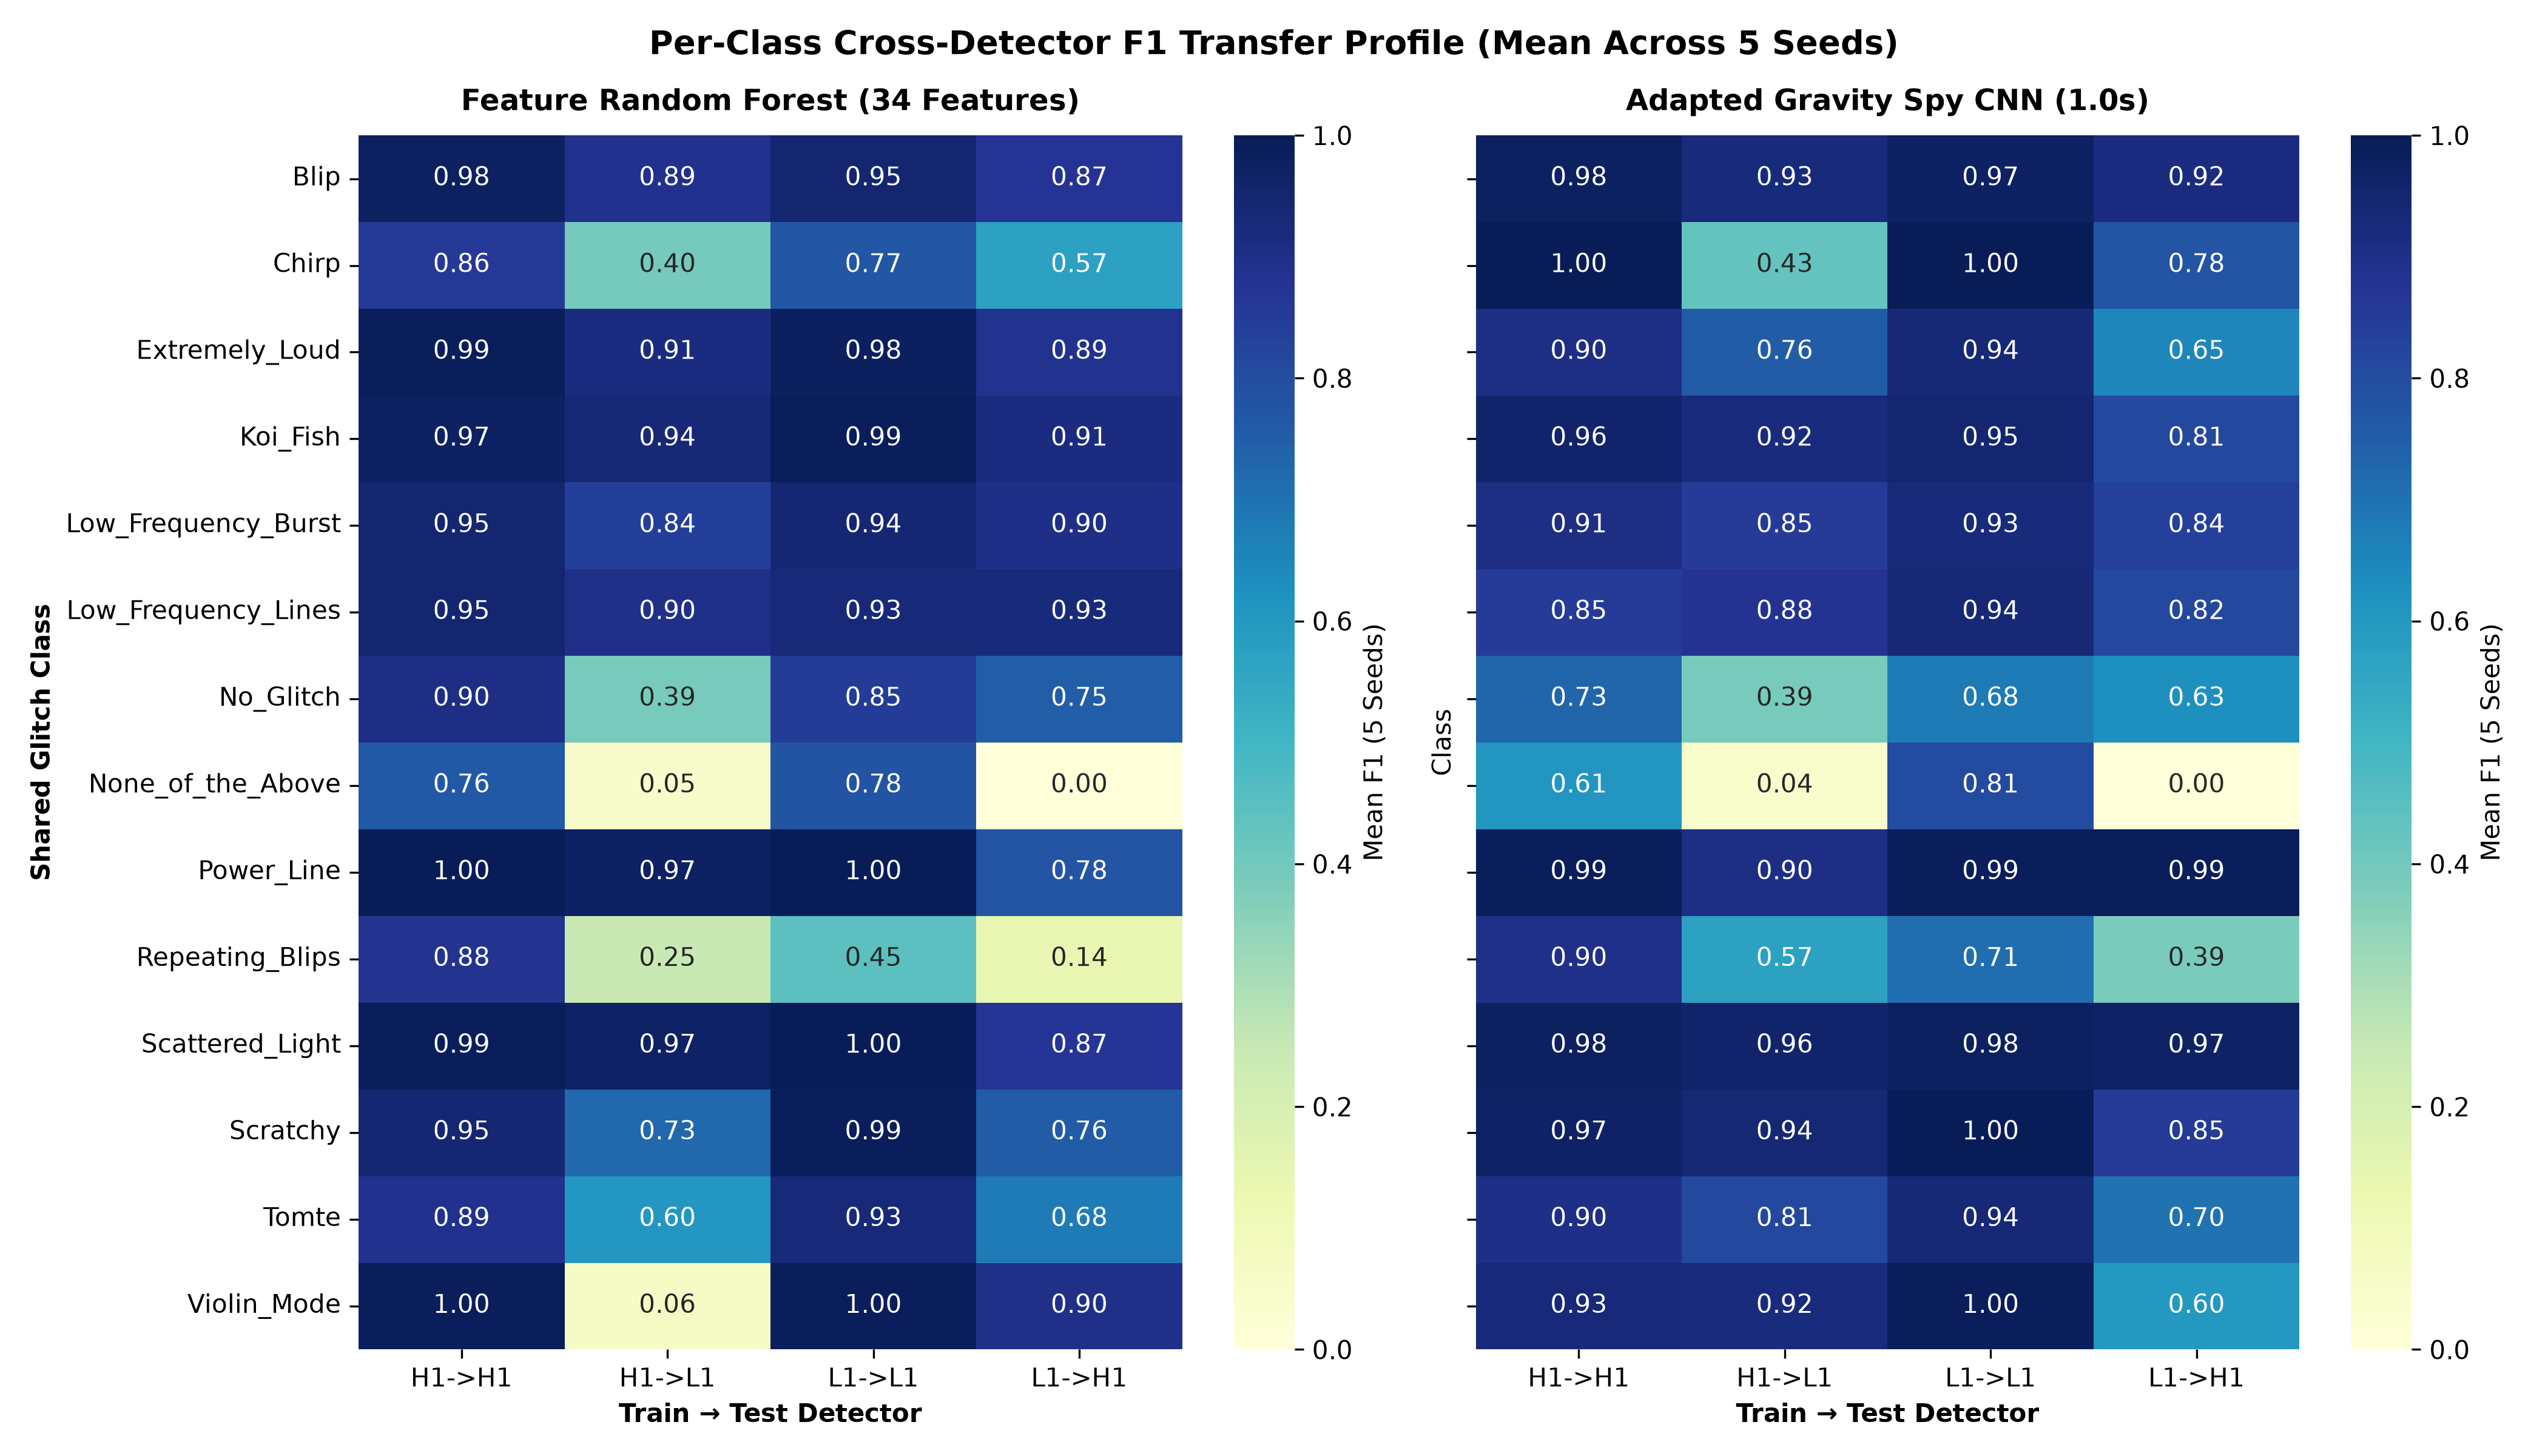 Per-Class Cross-Detector F1 Transfer Profile (Mean Across 5 Seeds)
Feature Random Forest (34 Features)
Shared Glitch Class
Blip 0.98 0.89 0.95 0.87
Chirp 0.86 0.40 0.77 0.57
Extremely_Loud 0.99 0.91 0.98 0.89
Koi_Fish 0.97 0.94 0.99 0.91
Low_Frequency_Burst 0.95 0.84 0.94 0.90
Low_Frequency_Lines 0.95 0.90 0.93 0.93
No_Glitch 0.90 0.39 0.85 0.75
None_of_the_Above 0.76 0.05 0.78 0.00
Power_Line 1.00 0.97 1.00 0.78
Repeating_Blips 0.88 0.25 0.45 0.14
Scattered_Light 0.99 0.97 1.00 0.87
Scratchy 0.95 0.73 0.99 0.76
Tomte 0.89 0.60 0.93 0.68
Violin_Mode 1.00 0.06 1.00 0.90
H1->H1 H1->L1 L1->L1 L1->H1
Train → Test Detector
1.0
0.8
0.6
0.4
0.2
0.0
Mean F1 (5 Seeds)
Adapted Gravity Spy CNN (1.0s)
Class
0.98 0.93 0.97 0.92
1.00 0.43 1.00 0.78
0.90 0.76 0.94 0.65
0.96 0.92 0.95 0.81
0.91 0.85 0.93 0.84
0.85 0.88 0.94 0.82
0.73 0.39 0.68 0.63
0.61 0.04 0.81 0.00
0.99 0.90 0.99 0.99
0.90 0.57 0.71 0.39
0.98 0.96 0.98 0.97
0.97 0.94 1.00 0.85
0.90 0.81 0.94 0.70
0.93 0.92 1.00 0.60
H1->H1 H1->L1 L1->L1 L1->H1
Train → Test Detector
1.0
0.8
0.6
0.4
0.2
0.0
Mean F1 (5 Seeds)